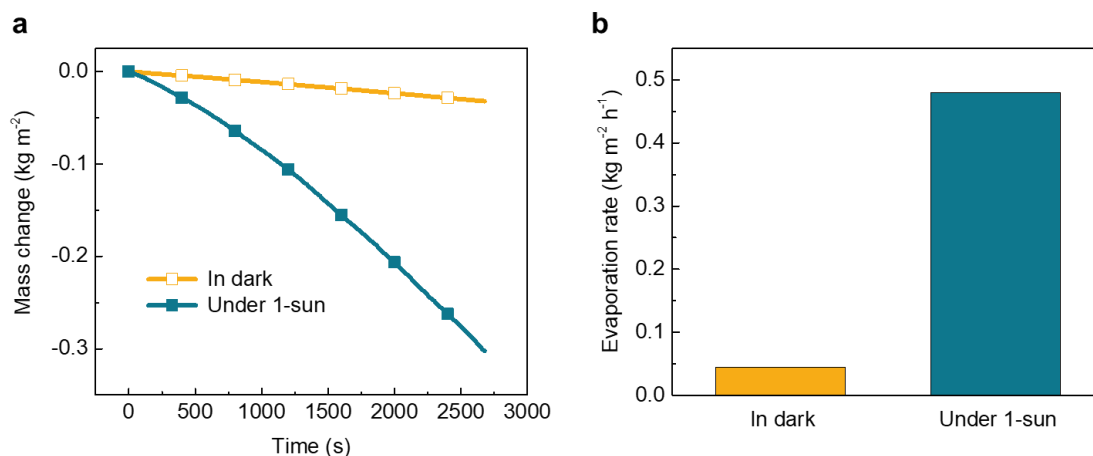 a
Mass change (kg m⁻²)
0.0
-0.1
-0.2
-0.3
In dark
Under 1-sun
0 500 1000 1500 2000 2500 3000
Time (s)
b
Evaporation rate (kg m⁻² h⁻¹)
0.5
0.4
0.3
0.2
0.1
0.0
In dark Under 1-sun